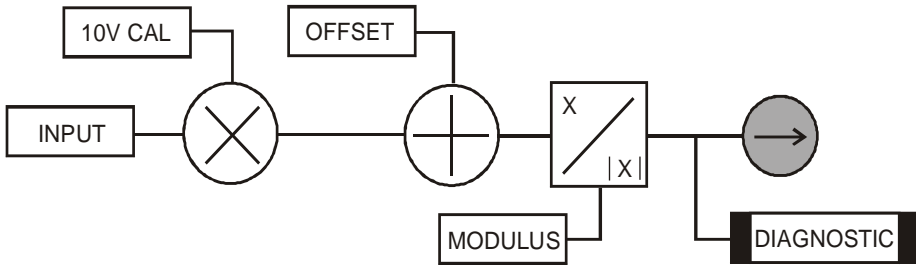 10V CAL
OFFSET
INPUT
X
|X|
MODULUS
DIAGNOSTIC